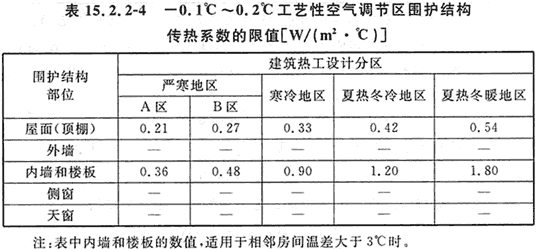 表 15.2.2-4 －0.1℃～0.2℃工艺性空气调节区围护结构
传热系数的限值[W/(m²·℃)]
围护结构部位 建筑热工设计分区
严寒地区 寒冷地区 夏热冬冷地区 夏热冬暖地区
A区 B区
屋面(顶棚) 0.21 0.27 0.33 0.42 0.54
外墙 — — — — —
内墙和楼板 0.36 0.48 0.90 1.20 1.80
侧窗 — — — — —
天窗 — — — — —
注:表中内墙和楼板的数值,适用于相邻房间温差大于3℃时。